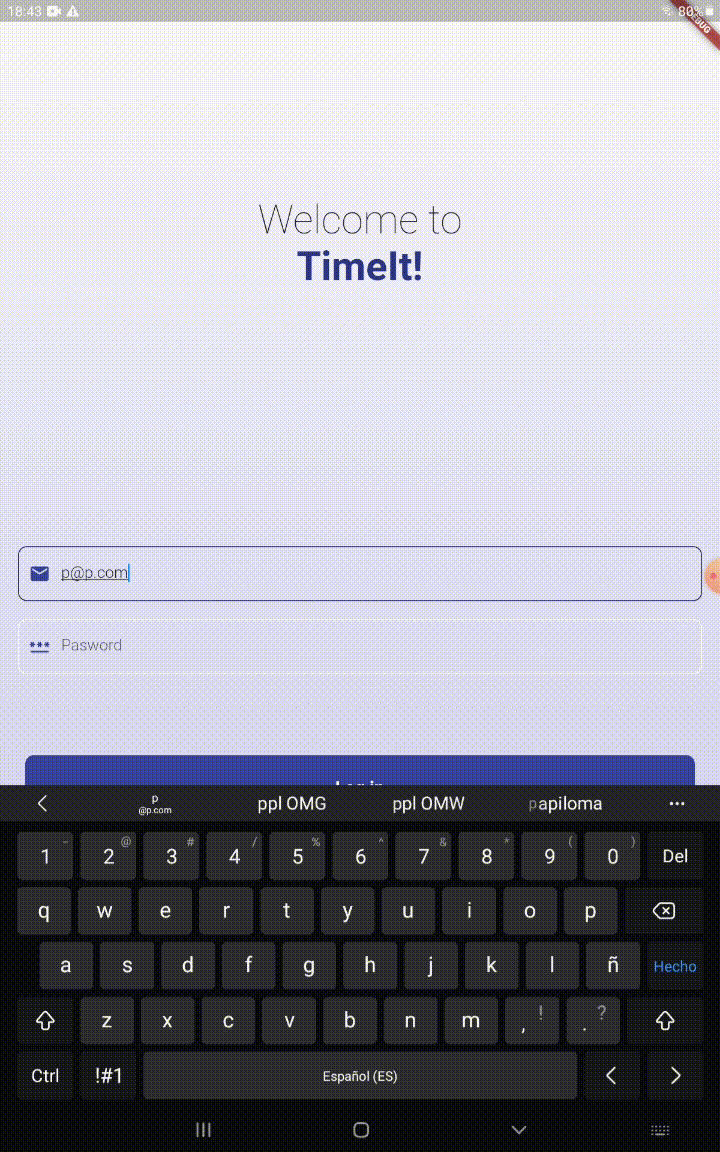 18:43 80%
DEBUG
Welcome to
TimeIt!
p@p.com
Pasword
Log in
p
@p.com
ppl OMG ppl OMW papiloma
1 2 @ 3 # 4 / 5 % 6 ^ 7 & 8 * 9 ( 0 ) Del
q w e r t y u i o p
a s d f g h j k l ñ Hecho
z x c v b n m , ! . ?
Ctrl !#1 Español (ES) < >